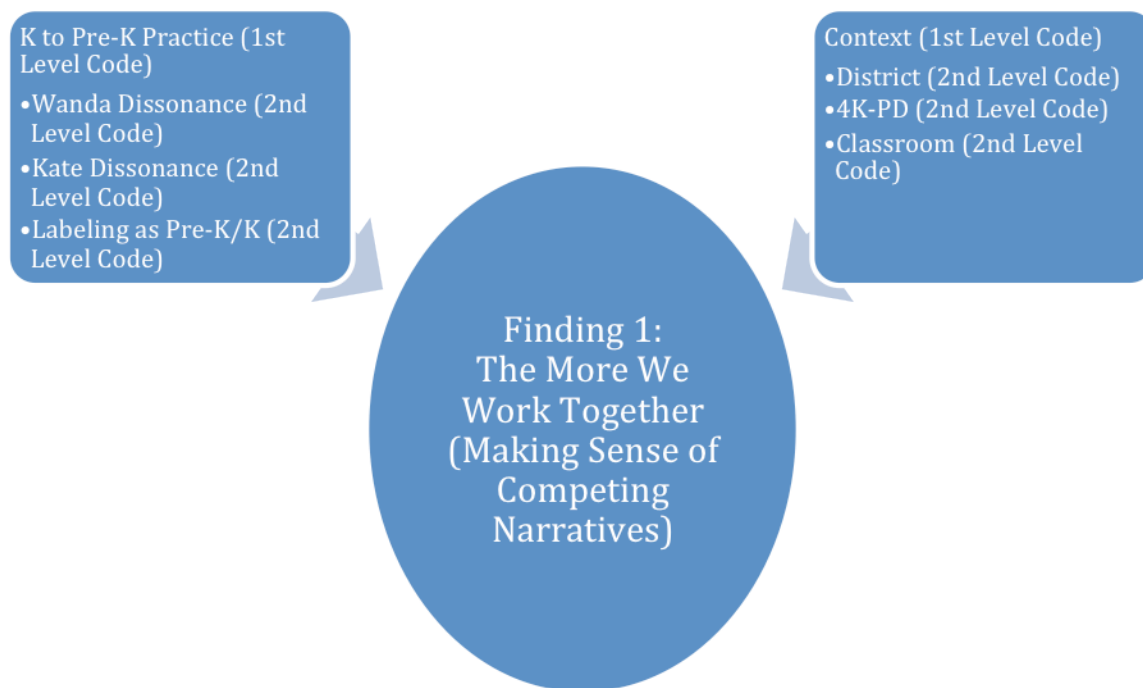 K to Pre-K Practice (1st
Level Code)
•Wanda Dissonance (2nd
Level Code)
•Kate Dissonance (2nd
Level Code)
•Labeling as Pre-K/K (2nd
Level Code)
Context (1st Level Code)
•District (2nd Level Code)
•4K-PD (2nd Level Code)
•Classroom (2nd Level
Code)
Finding 1:
The More We
Work Together
(Making Sense of
Competing
Narratives)